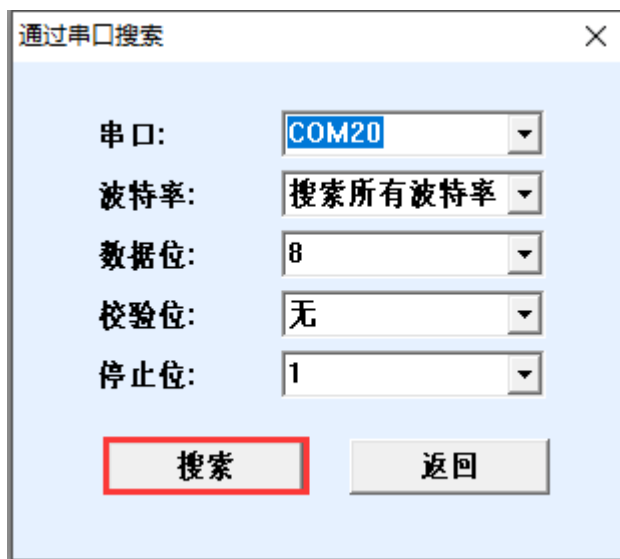 通过串口搜索
串口: COM20
波特率: 搜索所有波特率
数据位: 8
校验位: 无
停止位: 1
搜索 返回